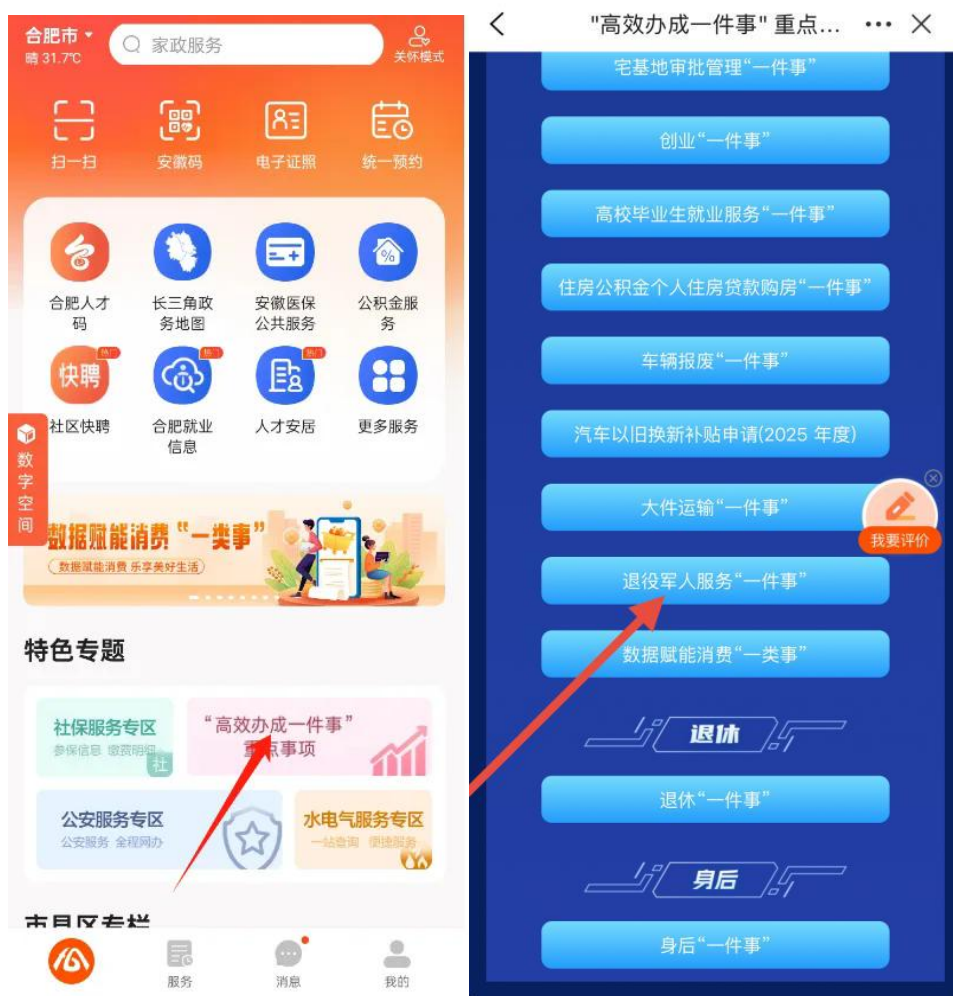 合肥市
晴 31.7℃
家政服务
关怀模式
扫一扫
安徽码
电子证照
统一预约
合肥人才
码
长三角政
务地图
安徽医保
公共服务
公积金服
务
快聘
热门
热门
热门
社区快聘
合肥就业
信息
人才安居
更多服务
数
字
空
间
数据赋能消费“一类事”
数据赋能消费 乐享美好生活
特色专题
社保服务专区
参保信息 缴费明细
社
“高效办成一件事”
重点事项
公安服务专区
公安服务 全程网办
水电气服务专区
一站查询 便捷服务
市县区专栏
服务
消息
我的
"高效办成一件事" 重点...
宅基地审批管理“一件事”
创业“一件事”
高校毕业生就业服务“一件事”
住房公积金个人住房贷款购房“一件事”
车辆报废“一件事”
汽车以旧换新补贴申请(2025 年度)
大件运输“一件事”
我要评价
退役军人服务“一件事”
数据赋能消费“一类事”
退休
退休“一件事”
身后
身后“一件事”